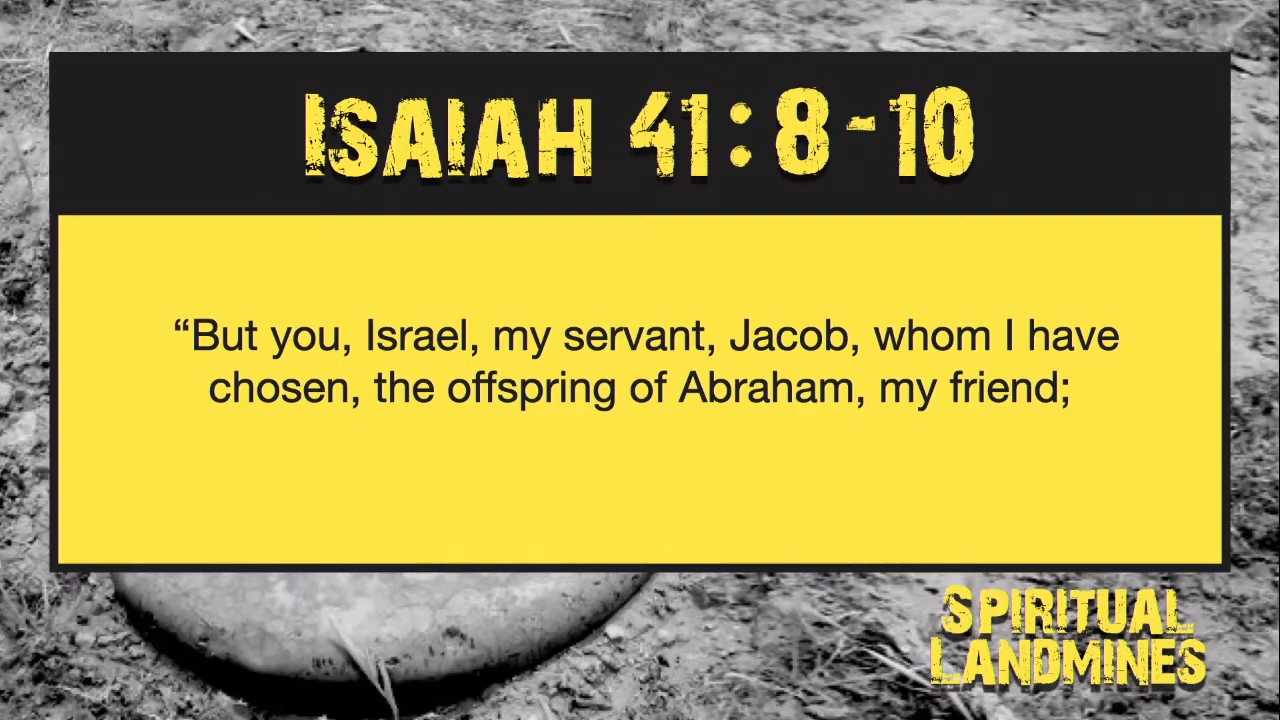 ISAIAH 41:8-10
“But you, Israel, my servant, Jacob, whom I have
chosen, the offspring of Abraham, my friend;
SPIRITUAL
LANDMINES